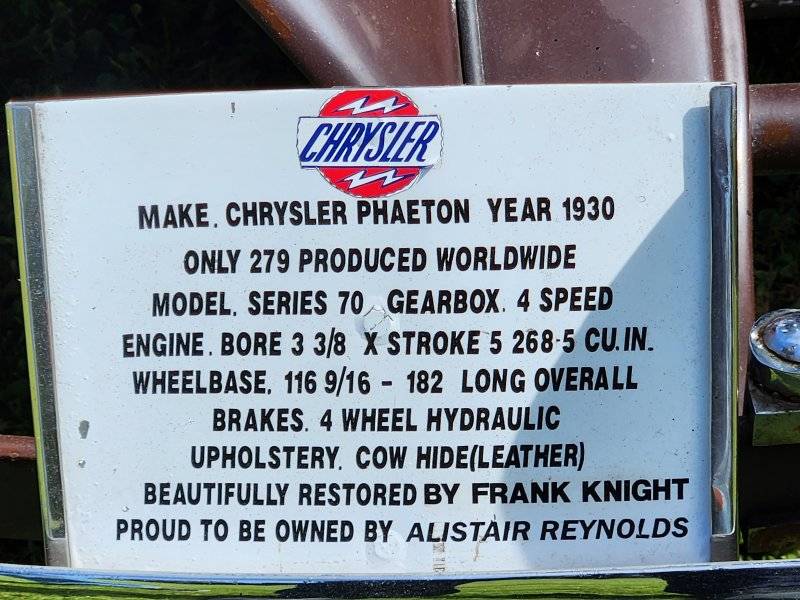 CHRYSLER
MAKE. CHRYSLER PHAETON YEAR 1930
ONLY 279 PRODUCED WORLDWIDE
MODEL. SERIES 70 GEARBOX. 4 SPEED
ENGINE. BORE 3 3/8 X STROKE 5 268·5 CU.IN.
WHEELBASE. 116 9/16 - 182 LONG OVERALL
BRAKES. 4 WHEEL HYDRAULIC
UPHOLSTERY. COW HIDE(LEATHER)
BEAUTIFULLY RESTORED BY FRANK KNIGHT
PROUD TO BE OWNED BY ALISTAIR REYNOLDS